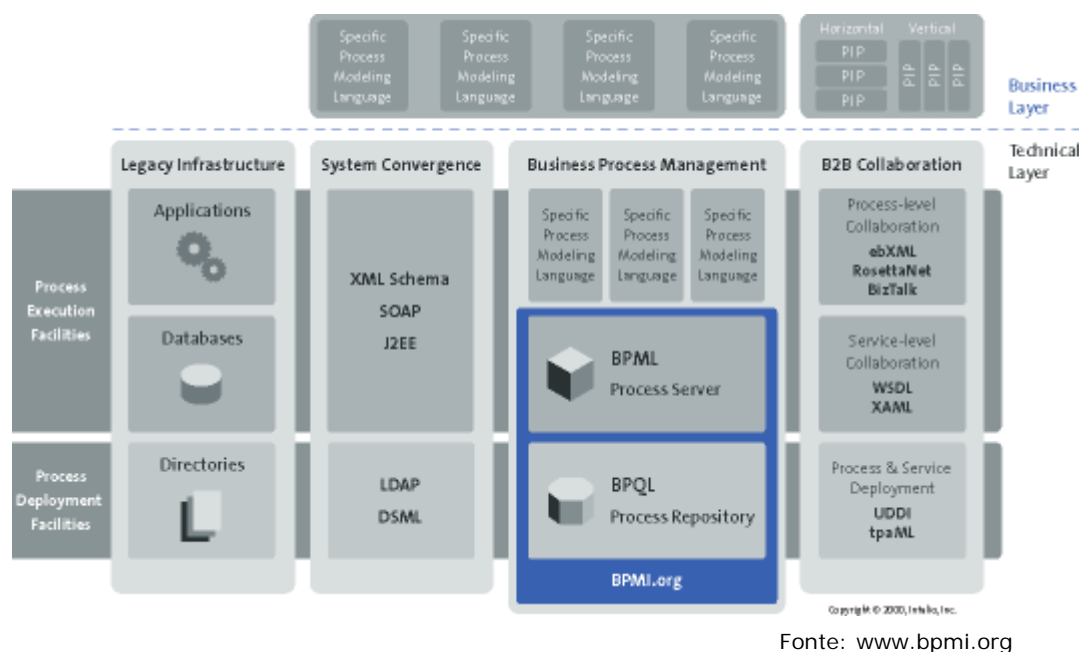 Specific
Process
Modeling
Language
Specific
Process
Modeling
Language
Specific
Process
Modeling
Language
Specific
Process
Modeling
Language
Horizontal
PIP
PIP
PIP
Vertical
PIP
PIP
PIP
Business
Layer
Technical
Layer
Legacy Infrastructure
System Convergence
Business Process Management
B2B Collaboration
Process
Execution
Facilities
Applications
Databases
XML Schema
SOAP
J2EE
Specific
Process
Modeling
Language
Specific
Process
Modeling
Language
Specific
Process
Modeling
Language
BPML
Process Server
Process-level
Collaboration
ebXML
RosettaNet
BizTalk
Service-level
Collaboration
WSDL
XAML
Process
Deployment
Facilities
Directories
LDAP
DSML
BPQL
Process Repository
BPMI.org
Process & Service
Deployment
UDDI
tpaML
Copyright © 2000, Intalio, Inc.
Fonte: www.bpmi.org